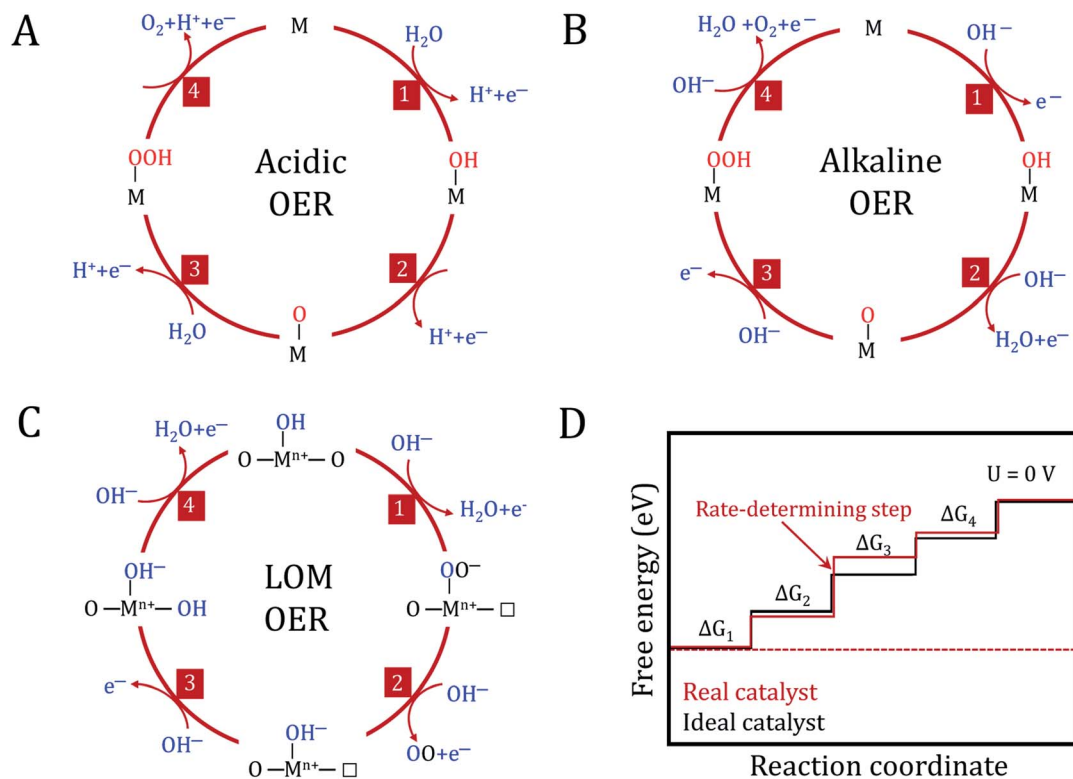 A
O₂+H⁺+e⁻
M
H₂O
4
1
H⁺+e⁻
OOH
M
Acidic
OER
OH
M
H⁺+e⁻
3
2
H₂O
O
M
H⁺+e⁻
B
H₂O +O₂+e⁻
M
OH⁻
OH⁻
4
1
e⁻
OOH
M
Alkaline
OER
OH
M
e⁻
3
2
OH⁻
OH⁻
O
M
H₂O+e⁻
C
H₂O+e⁻
OH
O—Mⁿ⁺—O
OH⁻
OH⁻
4
1
H₂O+e-
OH⁻
O—Mⁿ⁺—OH
LOM
OER
OO⁻
O—Mⁿ⁺—□
e⁻
3
2
OH⁻
OH⁻
OH⁻
O—Mⁿ⁺—□
OO+e⁻
D
U = 0 V
Rate-determining step
ΔG₄
ΔG₃
ΔG₂
ΔG₁
Free energy (eV)
Real catalyst
Ideal catalyst
Reaction coordinate